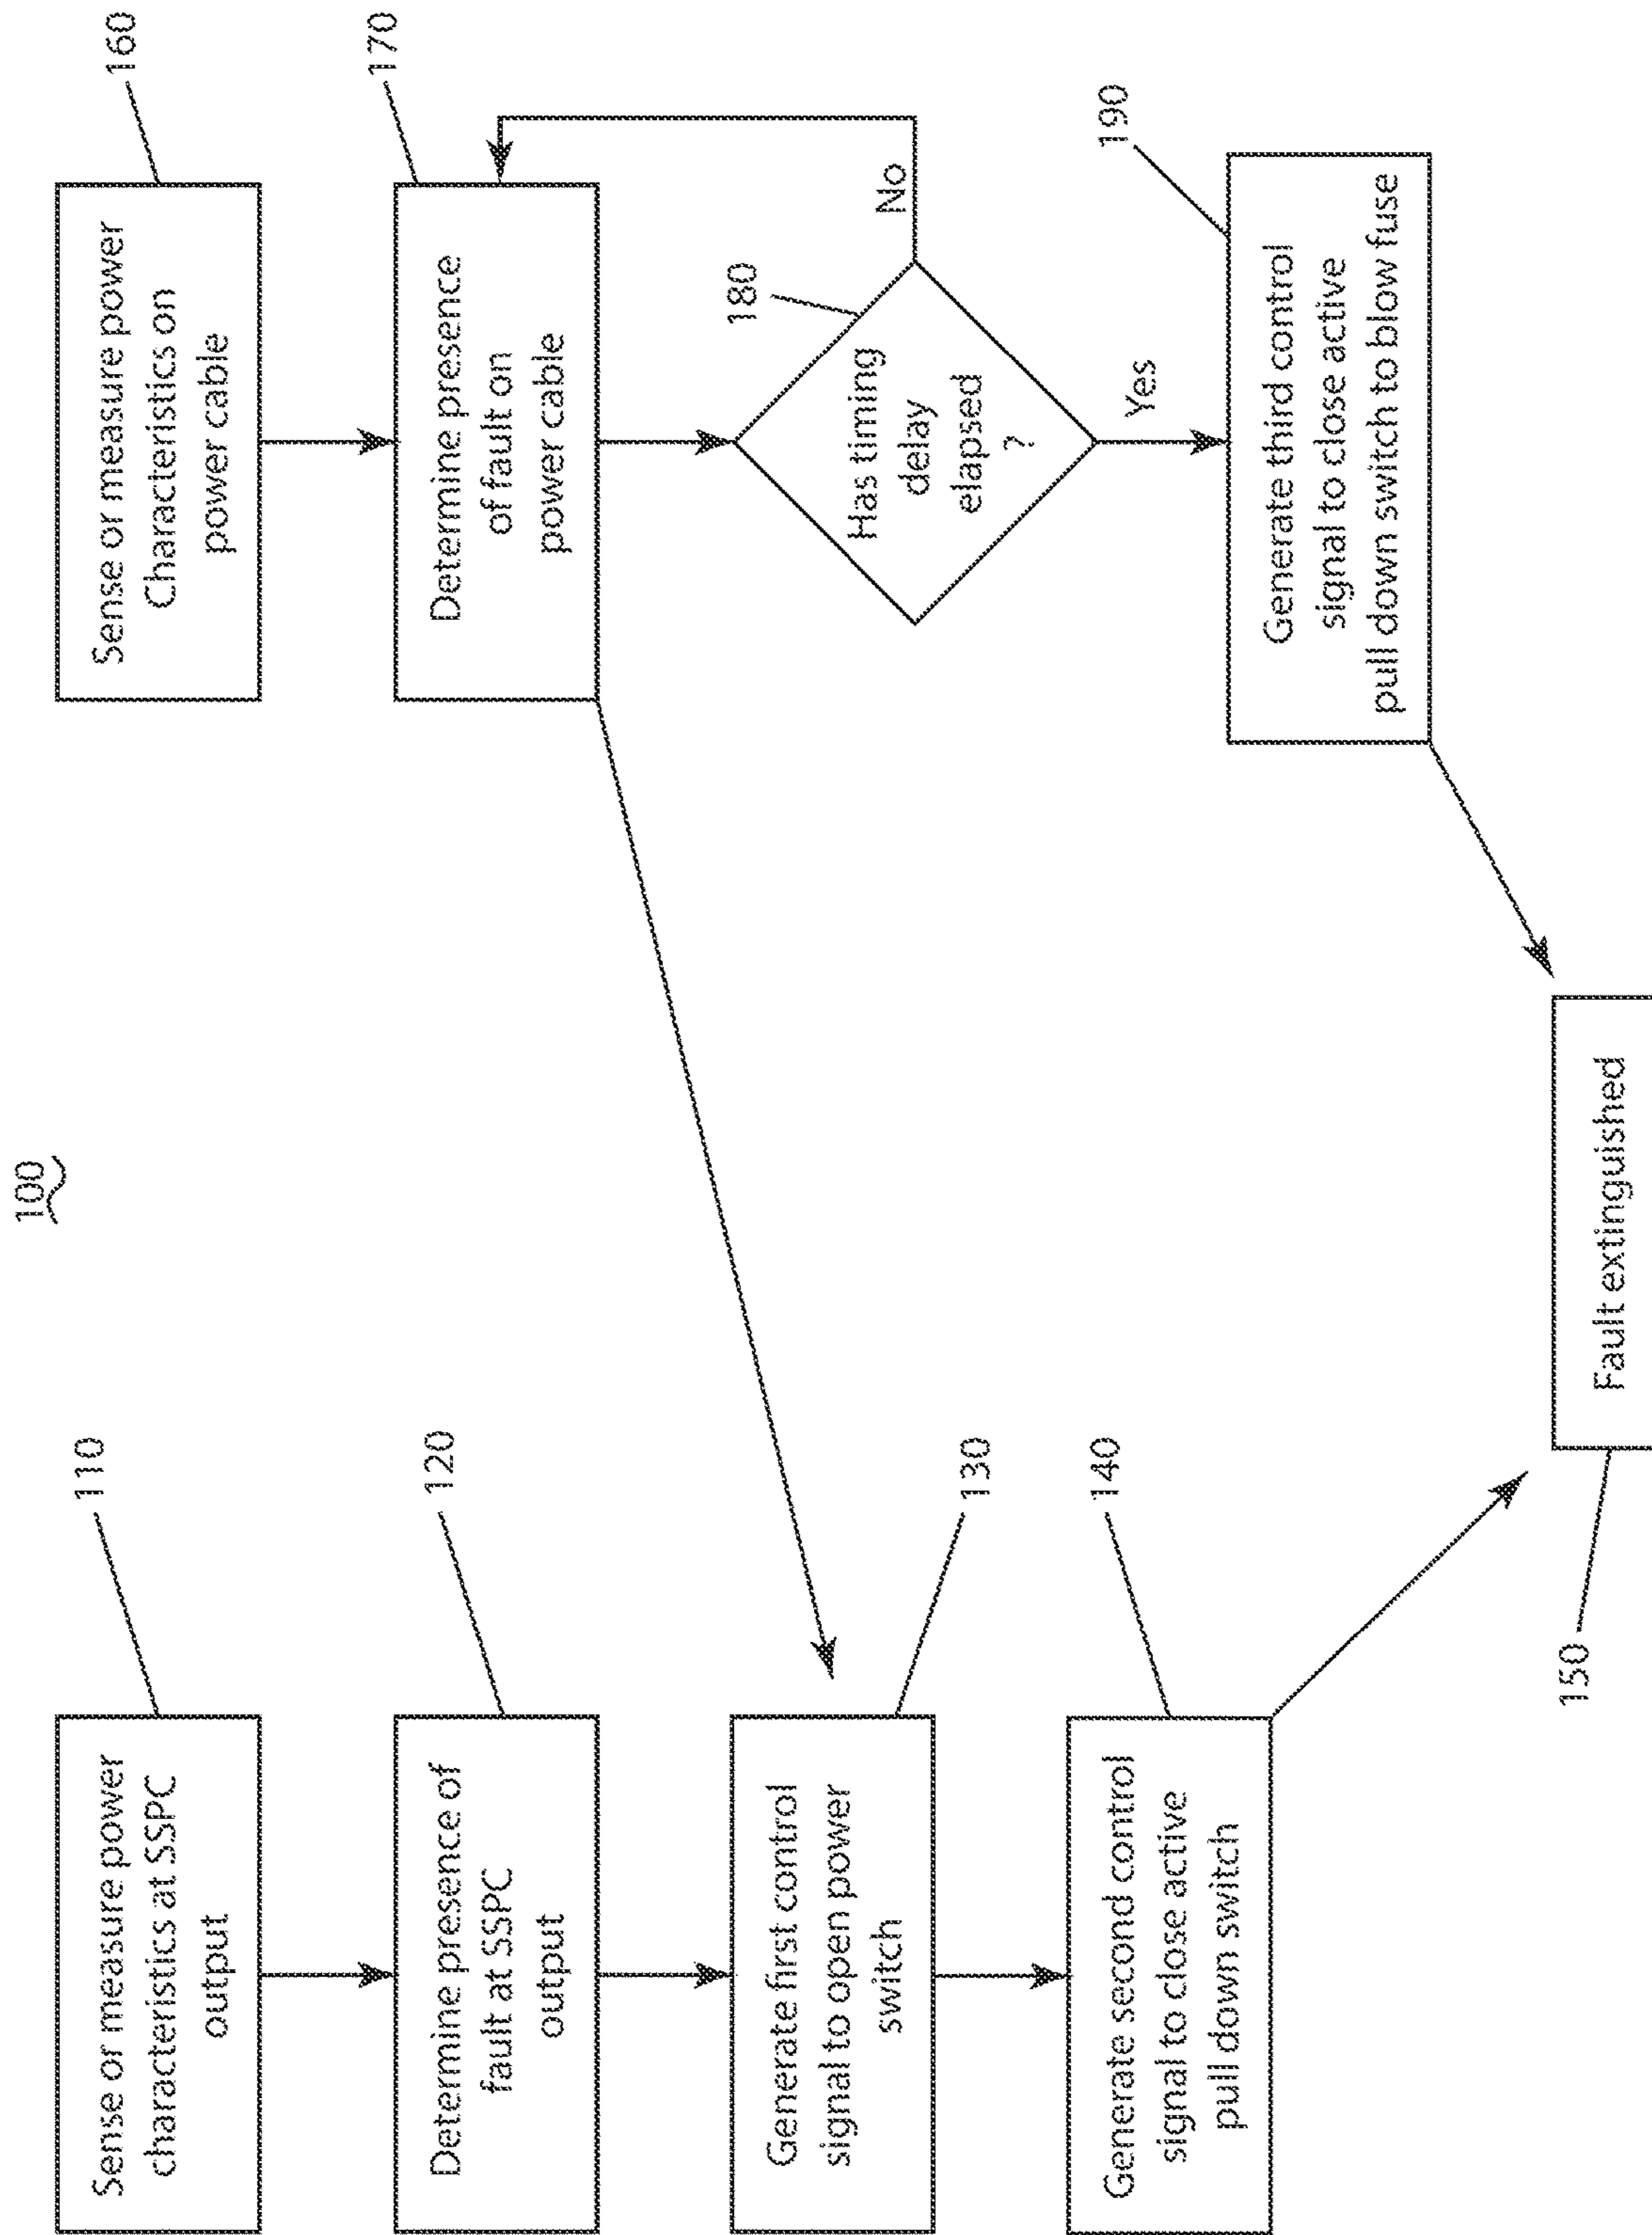 100
110
Sense or measure power
characteristics at SSPC
output
120
Determine presence of
fault at SSPC
output
130
Generate first control
signal to open power
switch
140
Generate second control
signal to close active
pull down switch
150
Fault extinguished
160
Sense or measure power
Characteristics on
power cable
170
Determine presence
of fault on
power cable
180
Has timing
delay
elapsed
?
No
Yes
190
Generate third control
signal to close active
pull down switch to blow fuse